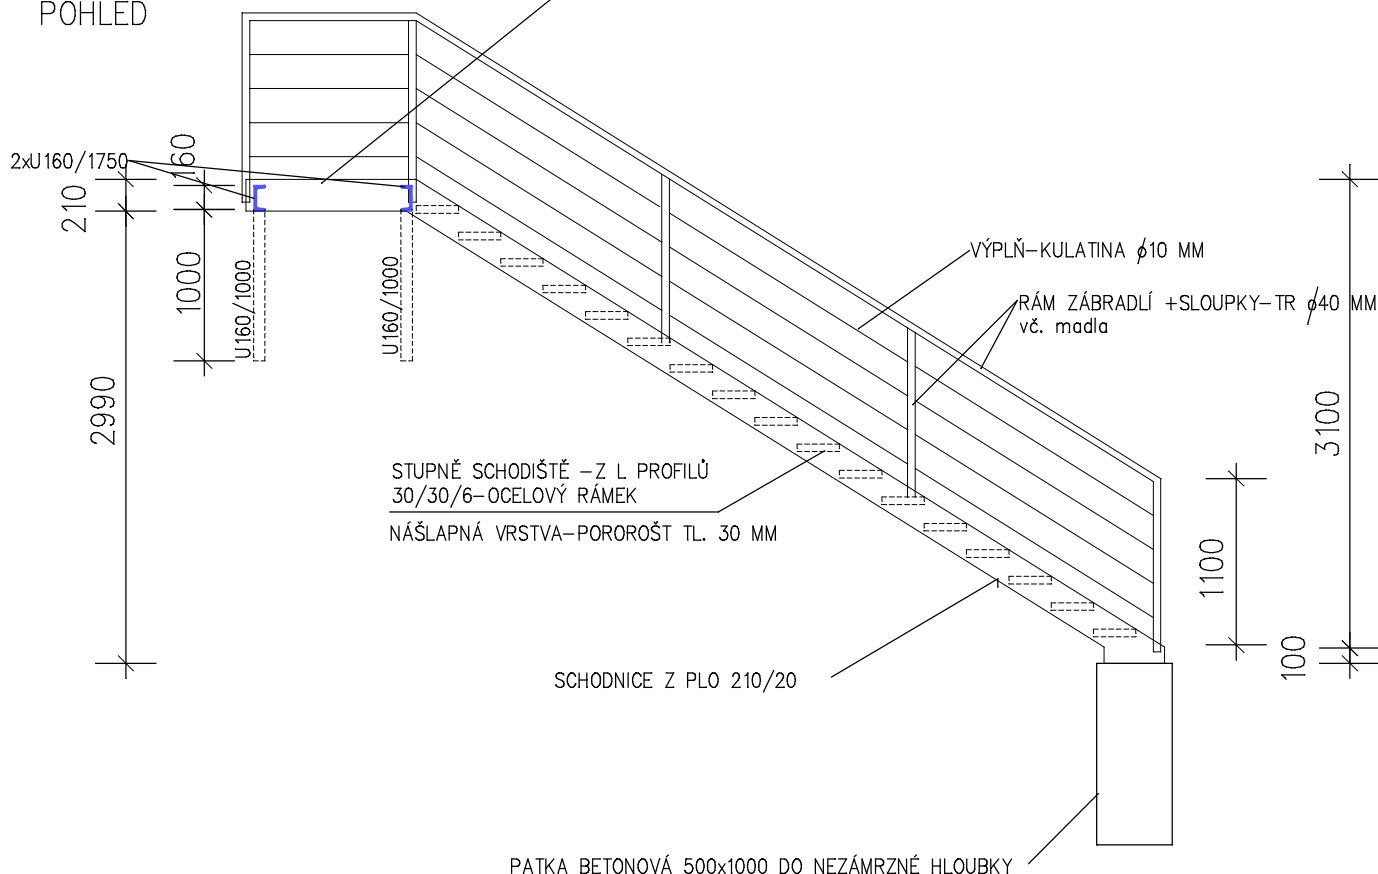 POHLED
2xU160/1750
160
210
1000
U160/1000
U160/1000
2990
VÝPLŇ-KULATINA ϕ10 MM
RÁM ZÁBRADLÍ +SLOUPKY-TR ϕ40 MM
vč. madla
3100
STUPNĚ SCHODIŠTĚ -Z L PROFILŮ
30/30/6-OCELOVÝ RÁMEK
NÁŠLAPNÁ VRSTVA-POROROŠT TL. 30 MM
1100
100
SCHODNICE Z PLO 210/20
PATKA BETONOVÁ 500x1000 DO NEZÁMRZNÉ HLOUBKY